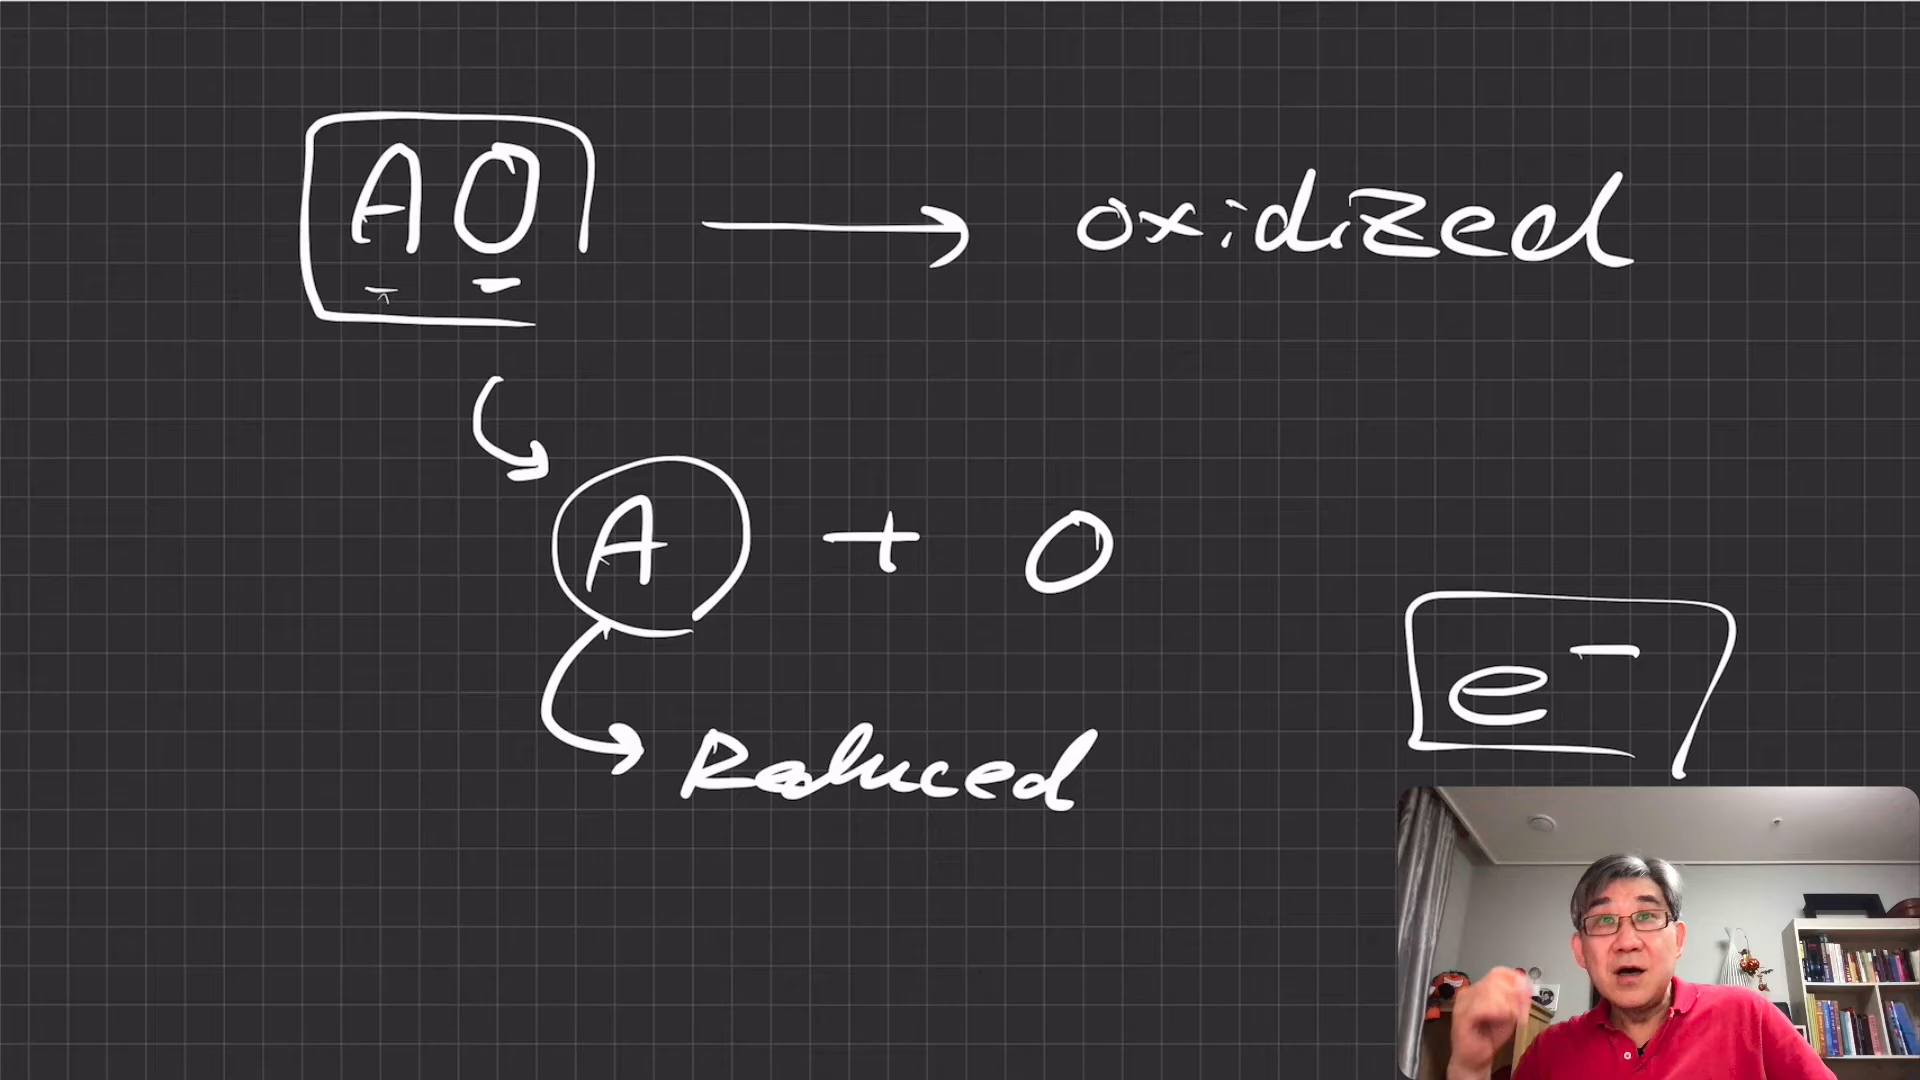 AO → oxidized
A + O
e⁻
Reduced